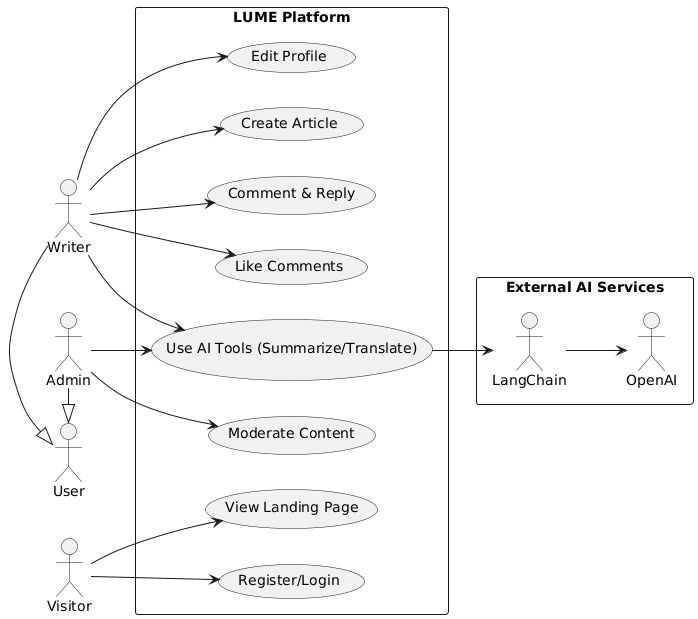 LUME Platform
Edit Profile
Create Article
Comment & Reply
Writer
Like Comments
External AI Services
Use AI Tools (Summarize/Translate)
Admin
LangChain
OpenAI
Moderate Content
User
View Landing Page
Register/Login
Visitor